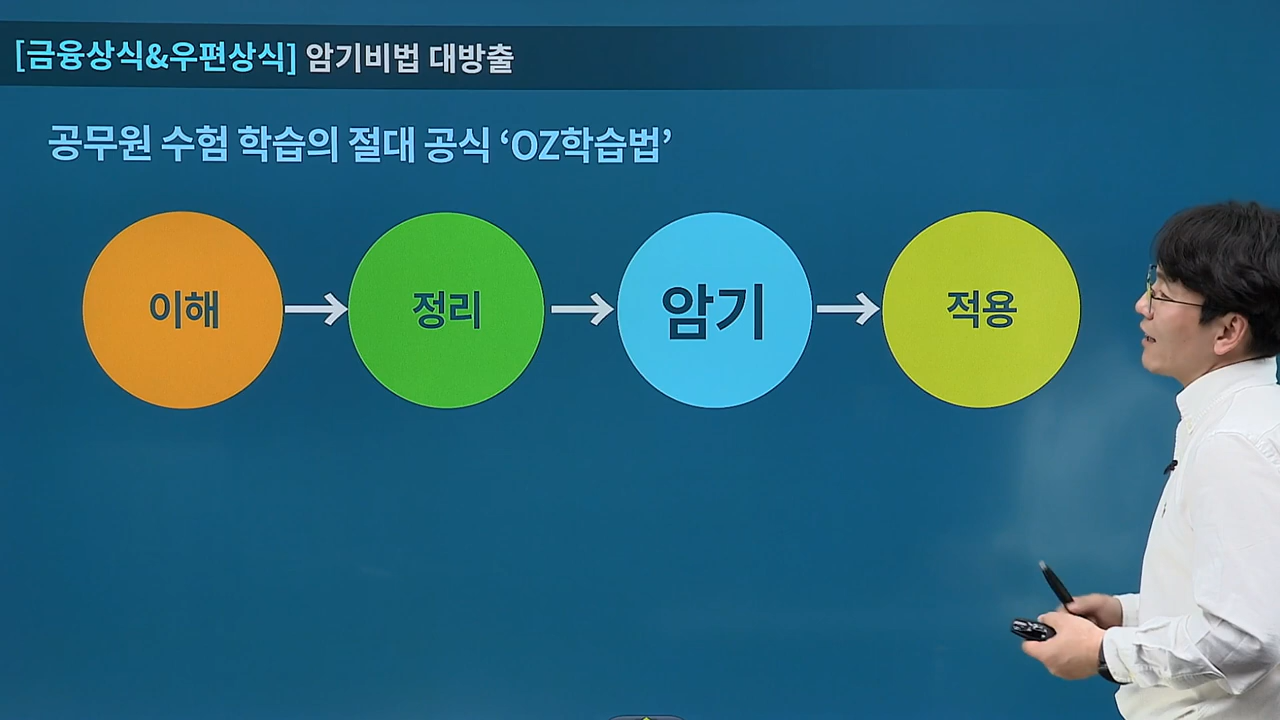 [금융상식&우편상식] 암기비법 대방출
공무원 수험 학습의 절대 공식 ‘OZ학습법’
이해
정리
암기
적용